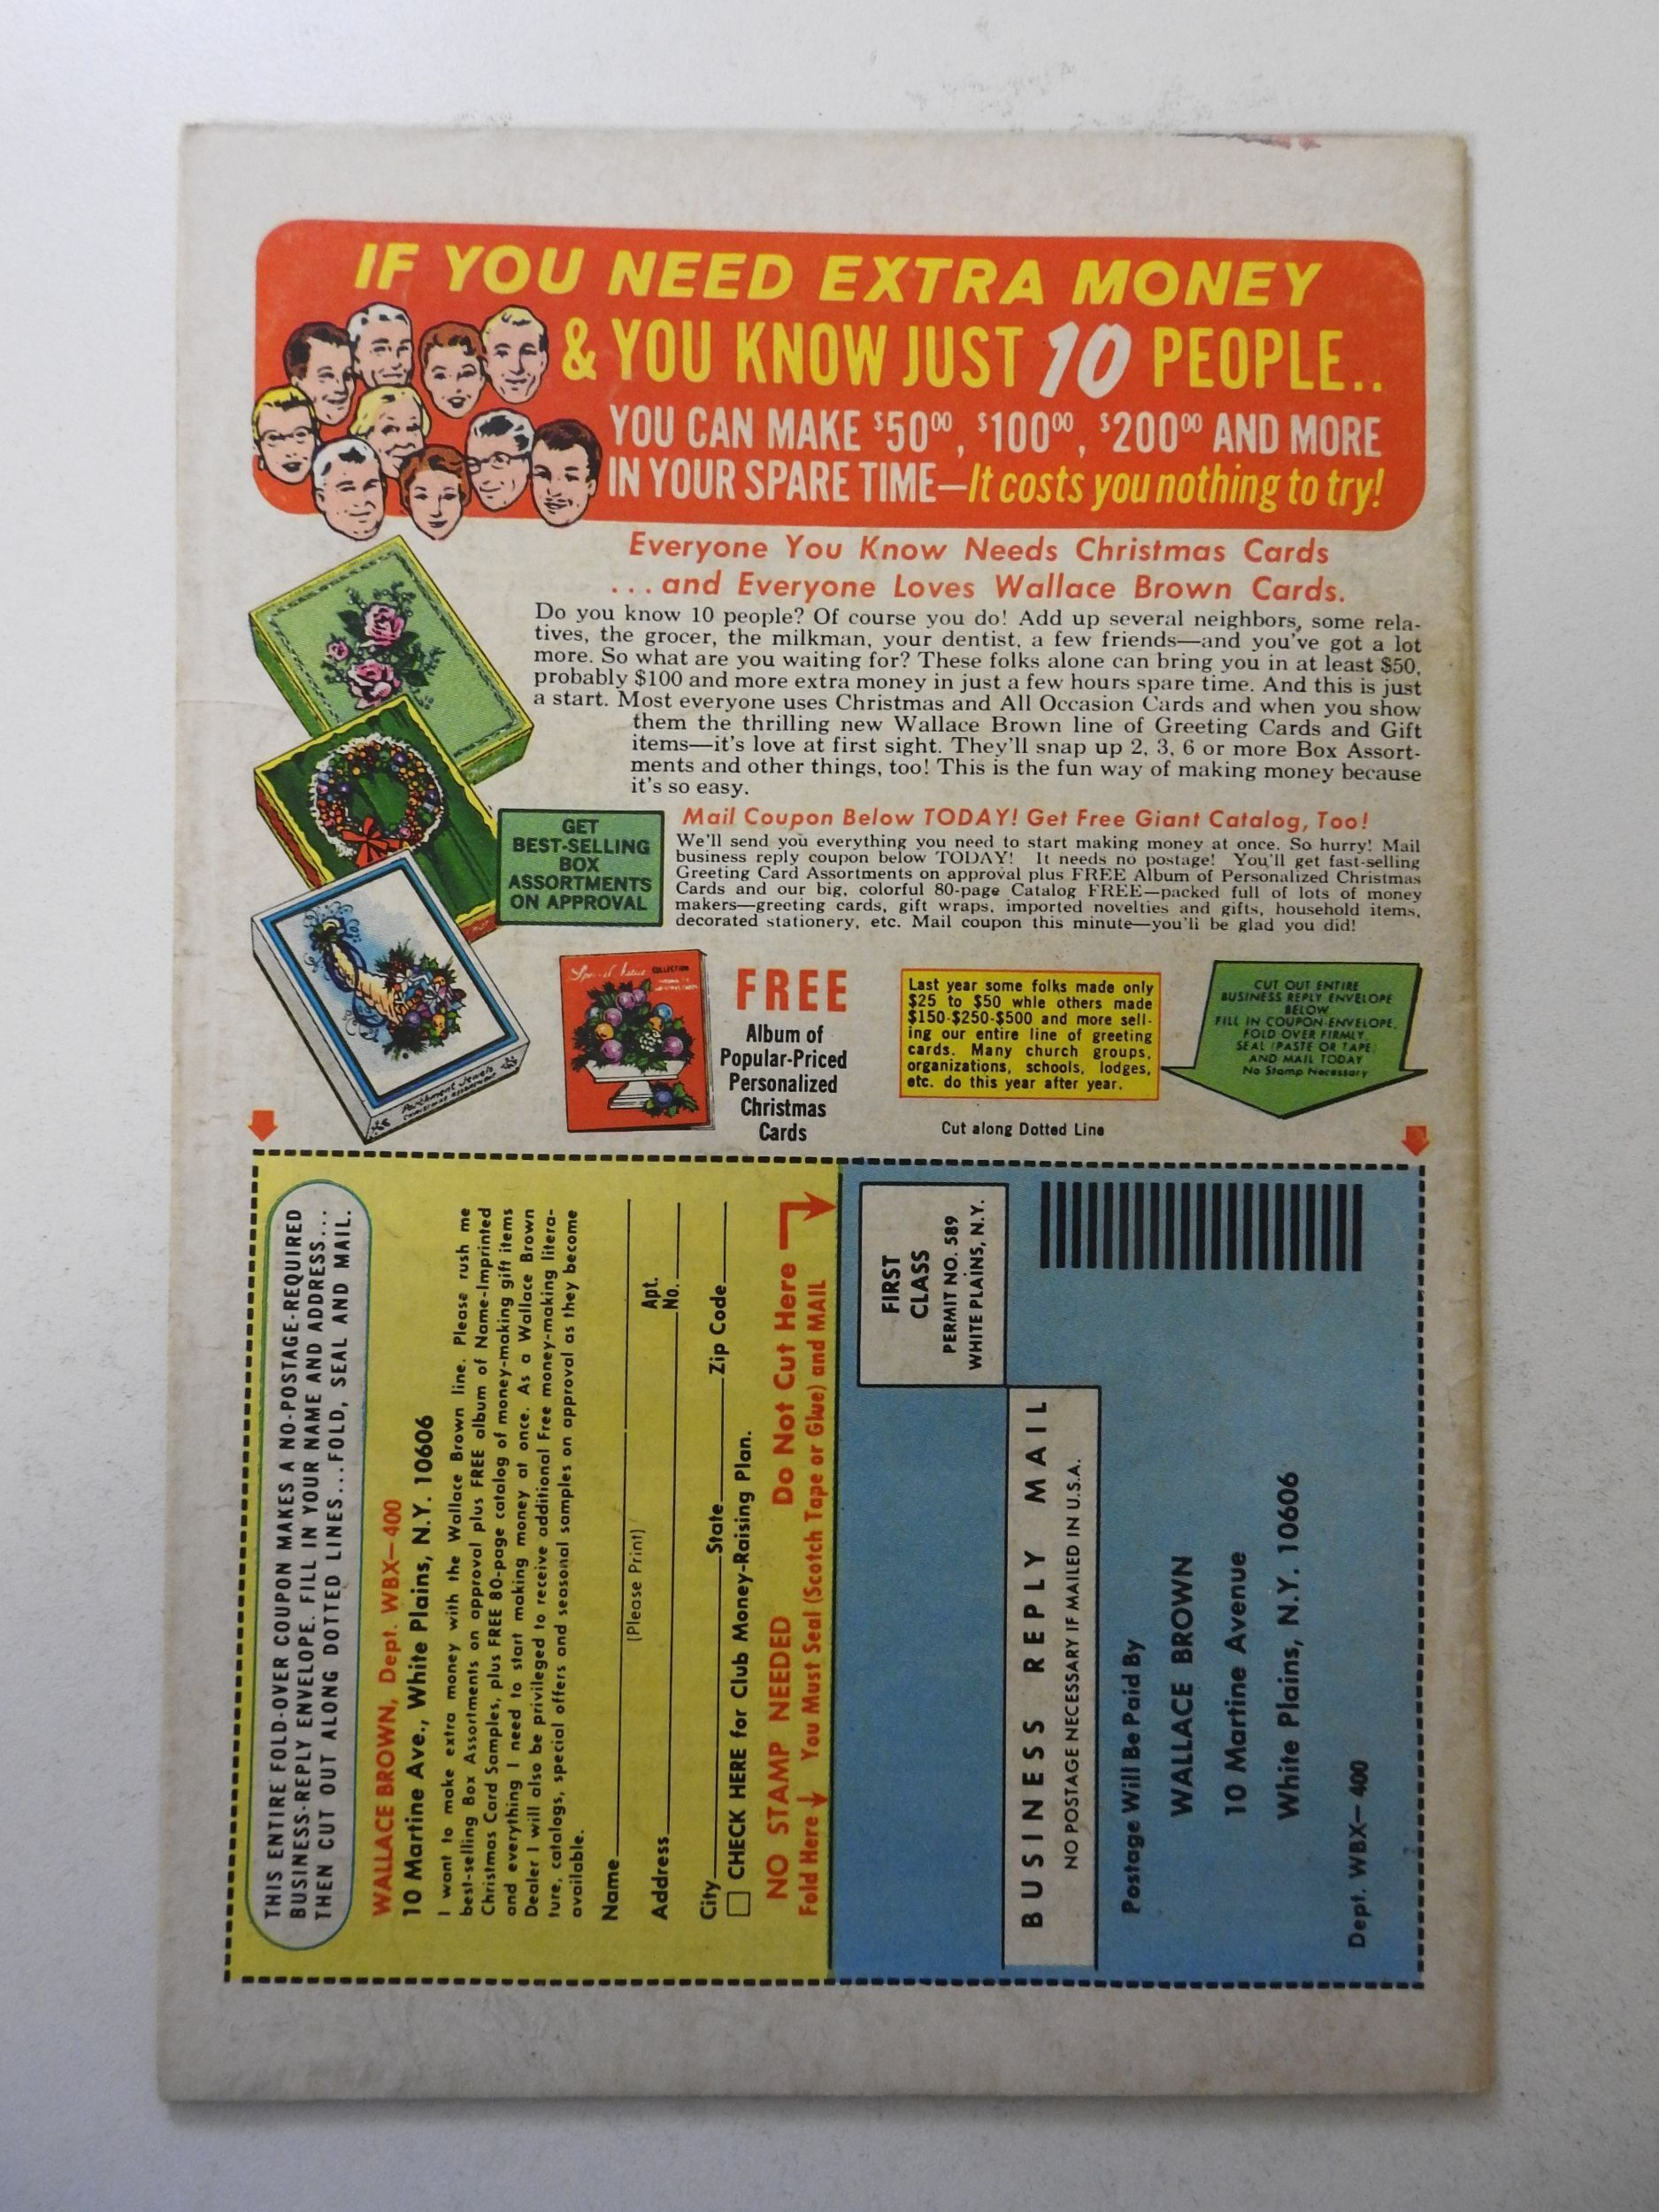 IF YOU NEED EXTRA MONEY
& YOU KNOW JUST 10 PEOPLE..
YOU CAN MAKE $50⁰⁰, $100⁰⁰, $200⁰⁰ AND MORE
IN YOUR SPARE TIME—It costs you nothing to try!
Everyone You Know Needs Christmas Cards
...and Everyone Loves Wallace Brown Cards.
Do you know 10 people? Of course you do! Add up several neighbors, some rela-
tives, the grocer, the milkman, your dentist, a few friends—and you've got a lot
more. So what are you waiting for? These folks alone can bring you in at least $50,
probably $100 and more extra money in just a few hours spare time. And this is just
a start. Most everyone uses Christmas and All Occasion Cards and when you show
them the thrilling new Wallace Brown line of Greeting Cards and Gift
items—it's love at first sight. They'll snap up 2, 3, 6 or more Box Assort-
ments and other things, too! This is the fun way of making money because
it's so easy.
GET
BEST-SELLING
BOX
ASSORTMENTS
ON APPROVAL
Mail Coupon Below TODAY! Get Free Giant Catalog, Too!
We'll send you everything you need to start making money at once. So hurry! Mail
business reply coupon below TODAY! It needs no postage! You'll get fast-selling
Greeting Card Assortments on approval plus FREE Album of Personalized Christmas
Cards and our big, colorful 80-page Catalog FREE—packed full of lots of money
makers—greeting cards, gift wraps, imported novelties and gifts, household items,
decorated stationery, etc. Mail coupon this minute—you'll be glad you did!
Parchment Jewels
CHRISTMAS ASSORTMENT
COLLECTION
FREE
Album of
Popular-Priced
Personalized
Christmas
Cards
Last year some folks made only
$25 to $50 whle others made
$150-$250-$500 and more sell-
ing our entire line of greeting
cards. Many church groups,
organizations, schools, lodges,
etc. do this year after year.
CUT OUT ENTIRE
BUSINESS REPLY ENVELOPE
BELOW
FILL IN COUPON-ENVELOPE,
FOLD OVER FIRMLY,
SEAL (PASTE OR TAPE)
AND MAIL TODAY
No Stamp Necessary
Cut along Dotted Line
THIS ENTIRE FOLD-OVER COUPON MAKES A NO-POSTAGE-REQUIRED
BUSINESS-REPLY ENVELOPE. FILL IN YOUR NAME AND ADDRESS...
THEN CUT OUT ALONG DOTTED LINES...FOLD, SEAL AND MAIL.
WALLACE BROWN, Dept. WBX—400
10 Martine Ave., White Plains, N.Y. 10606
I want to make extra money with the Wallace Brown line. Please rush me
best-selling Box Assortments on approval plus FREE album of Name-Imprinted
Christmas Card Samples, plus FREE 80-page catalog of money-making gift items
and everything I need to start making money at once. As a Wallace Brown
Dealer I will also be privileged to receive additional Free money-making litera-
ture, catalogs, special offers and seasonal samples on approval as they become
available.
Name
(Please Print)
Address Apt. No.
City State Zip Code
CHECK HERE for Club Money-Raising Plan.
NO STAMP NEEDED Do Not Cut Here
Fold Here You Must Seal (Scotch Tape or Glue) and MAIL
FIRST
CLASS
PERMIT NO. 589
WHITE PLAINS, N.Y.
BUSINESS REPLY MAIL
NO POSTAGE NECESSARY IF MAILED IN U.S.A.
Postage Will Be Paid By
WALLACE BROWN
10 Martine Avenue
White Plains, N.Y. 10606
Dept. WBX—400